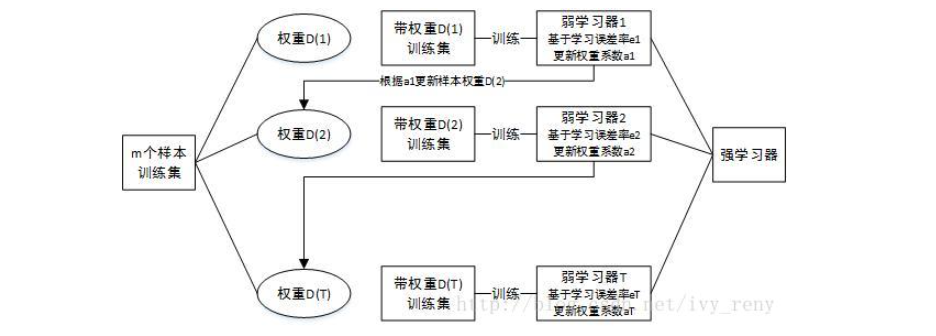 权重D(1)
带权重D(1)
训练集
训练
弱学习器1
基于学习误差率e1
更新权重系数a1
根据a1更新样本权重D(2)
权重D(2)
带权重D(2)
训练集
训练
弱学习器2
基于学习误差率e2
更新权重系数a2
m个样本
训练集
强学习器
权重D(T)
带权重D(T)
训练集
训练
弱学习器T
基于学习误差率eT
更新权重系数aT